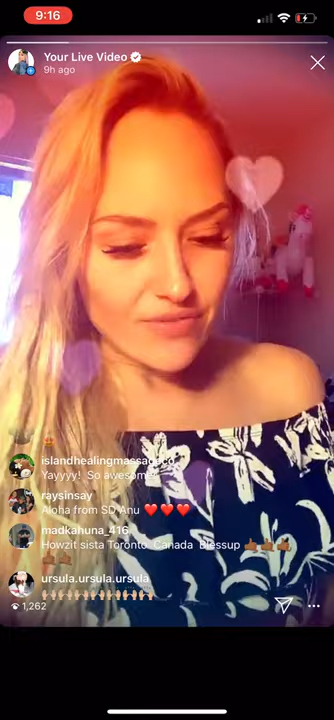 9:16
Your Live Video
9h ago
islandhealingmassageco
Yayyyy! So awesome
raysinsay
Aloha from SD Anu ❤️❤️❤️
madkahuna_416
Howzit sista Toronto Canada Blessup 🤙🏾🤙🏾🤙🏾
🤙🏾🤙🏾
ursula.ursula.ursula
1,262